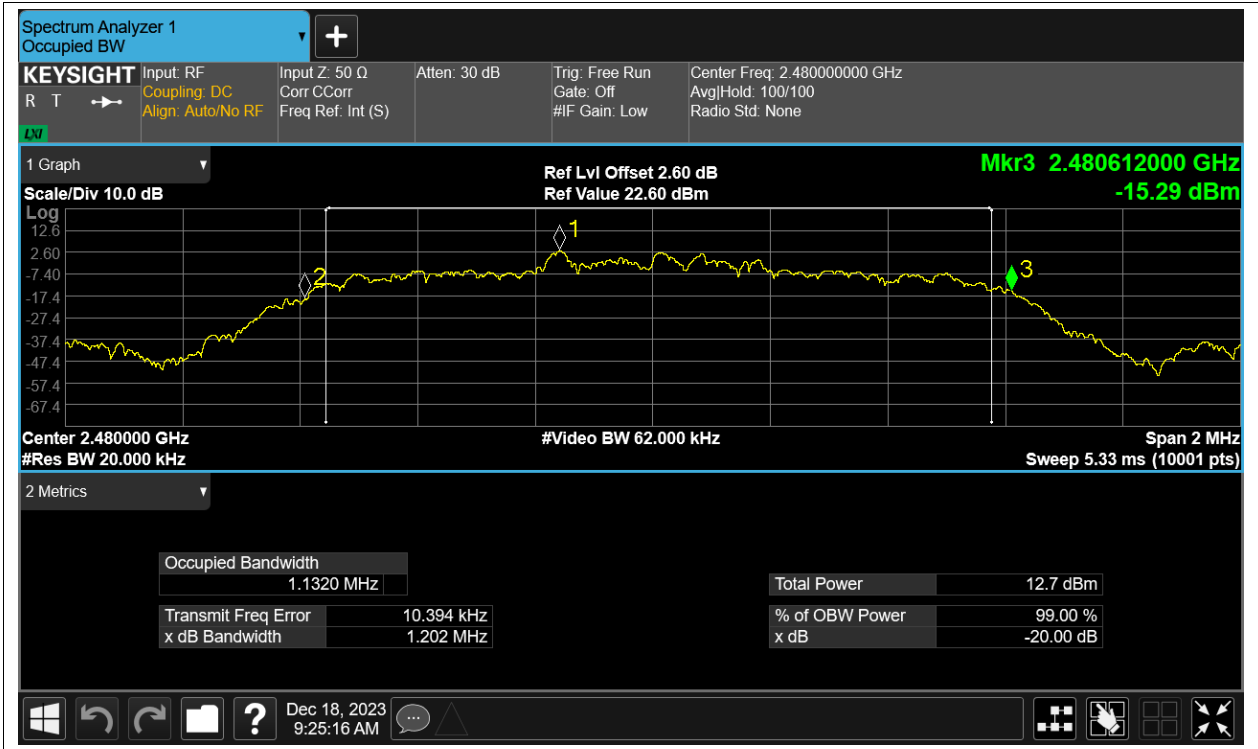 Spectrum Analyzer 1
Occupied BW
KEYSIGHT
R T
LXI
Input: RF
Coupling: DC
Align: Auto/No RF
Input Z: 50 Ω
Corr CCorr
Freq Ref: Int (S)
Atten: 30 dB
Trig: Free Run
Gate: Off
#IF Gain: Low
Center Freq: 2.480000000 GHz
Avg|Hold: 100/100
Radio Std: None
1 Graph
Scale/Div 10.0 dB
Ref Lvl Offset 2.60 dB
Ref Value 22.60 dBm
Mkr3 2.480612000 GHz
-15.29 dBm
Log
12.6
2.60
-7.40
-17.4
-27.4
-37.4
-47.4
-57.4
-67.4
1
2
3
Center 2.480000 GHz
#Res BW 20.000 kHz
#Video BW 62.000 kHz
Span 2 MHz
Sweep 5.33 ms (10001 pts)
2 Metrics
Occupied Bandwidth
1.1320 MHz
Transmit Freq Error 10.394 kHz
x dB Bandwidth 1.202 MHz
Total Power 12.7 dBm
% of OBW Power 99.00 %
x dB -20.00 dB
?
Dec 18, 2023
9:25:16 AM